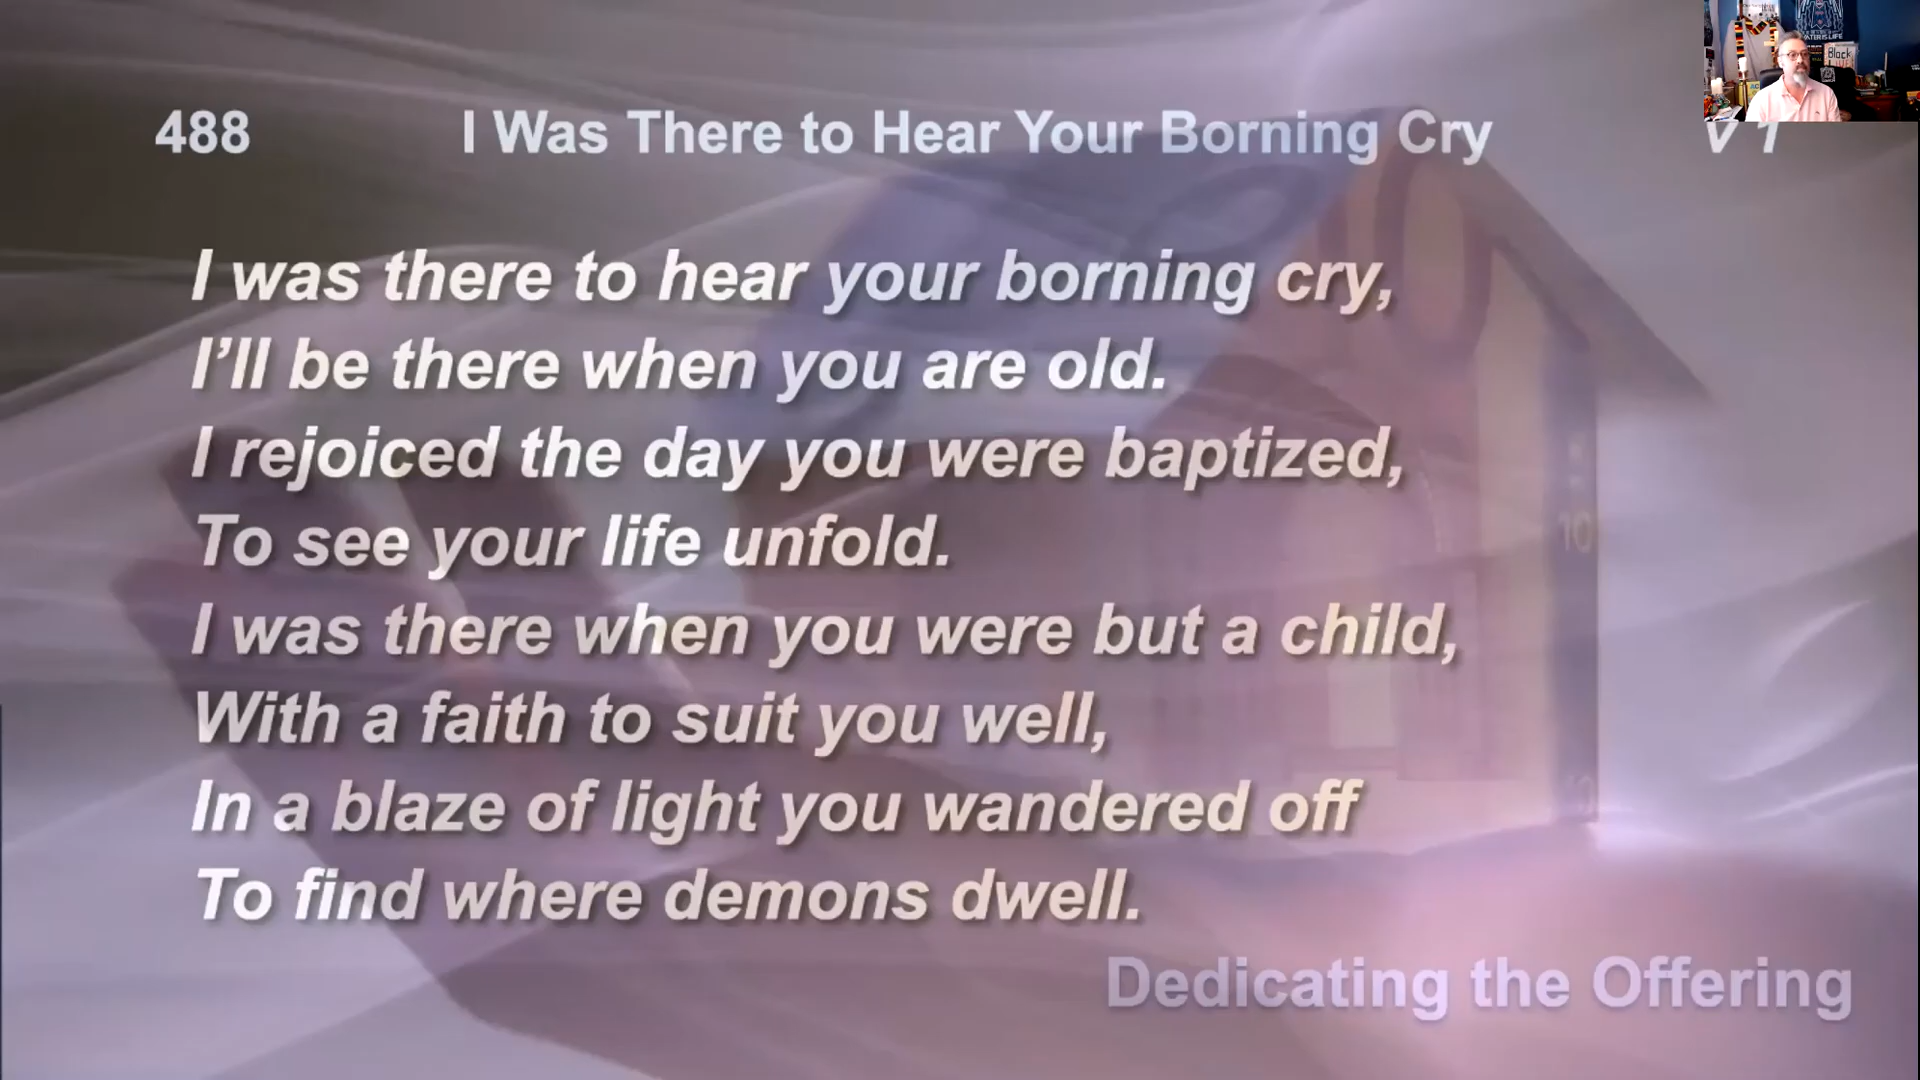 488 I Was There to Hear Your Borning Cry v 1
I was there to hear your borning cry,
I’ll be there when you are old.
I rejoiced the day you were baptized,
To see your life unfold.
I was there when you were but a child,
With a faith to suit you well,
In a blaze of light you wandered off
To find where demons dwell.
Dedicating the Offering
10
Black